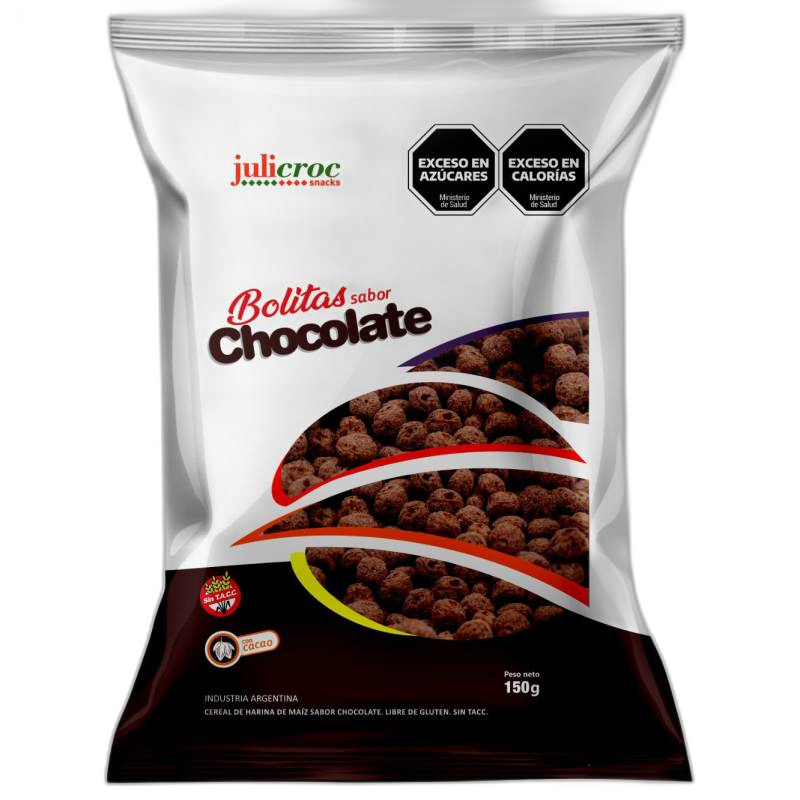 julicroc
snacks
EXCESO EN
AZÚCARES
Ministerio
de Salud
EXCESO EN
CALORÍAS
Ministerio
de Salud
Bolitas sabor
Chocolate
Sin T.A.C.C.
con
cacao
Peso neto
150g
INDUSTRIA ARGENTINA
CEREAL DE HARINA DE MAÍZ SABOR CHOCOLATE. LIBRE DE GLUTEN. SIN TACC.